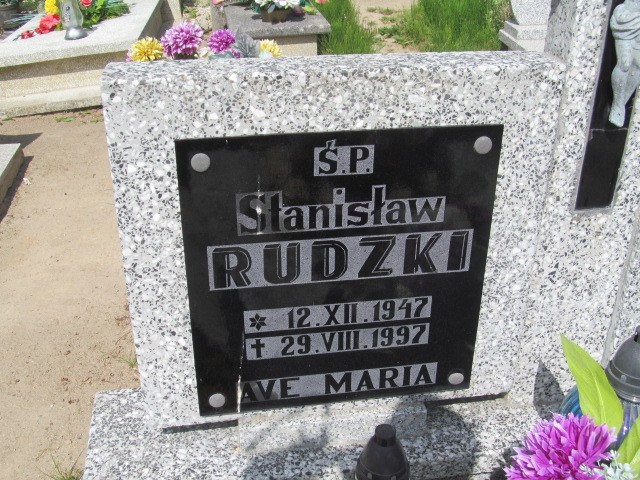 Ś.P.
Stanisław
RUDZKI
* 12.XII.1947
✝ 29.VIII.1997
AVE MARIA